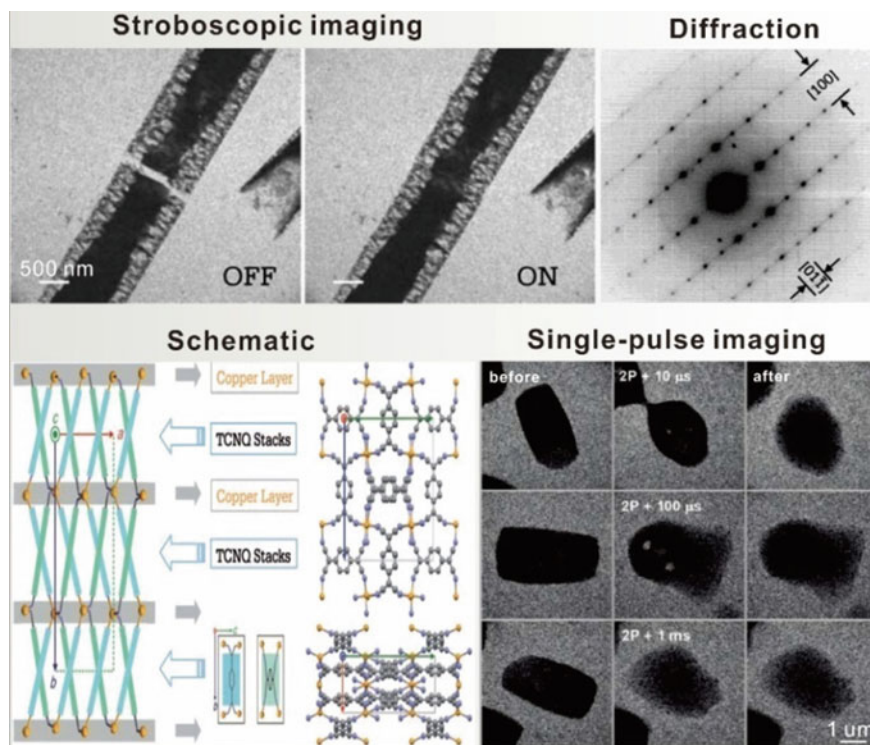 Stroboscopic imaging
Diffraction
500 nm
OFF
ON
[100]
[011]
Schematic
Single-pulse imaging
c
a
b
Copper Layer
TCNQ Stacks
Copper Layer
TCNQ Stacks
c
before
2P + 10 µs
after
2P + 100 µs
2P + 1 ms
1 um